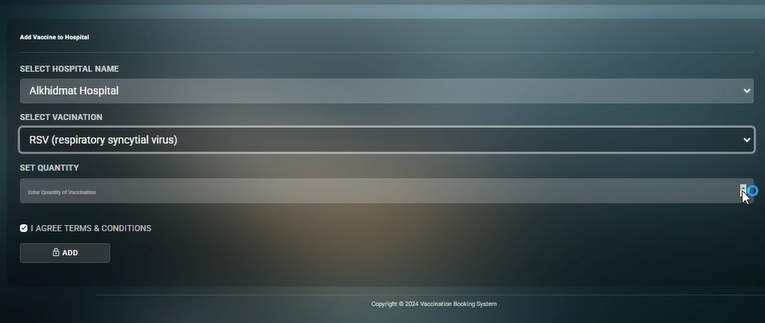 Add Vaccine to Hospital
SELECT HOSPITAL NAME
Alkhidmat Hospital
SELECT VACINATION
RSV (respiratory syncytial virus)
SET QUANTITY
Enter Quantity of Vaccination
I AGREE TERMS & CONDITIONS
ADD
Copyright © 2024 Vaccination Booking System